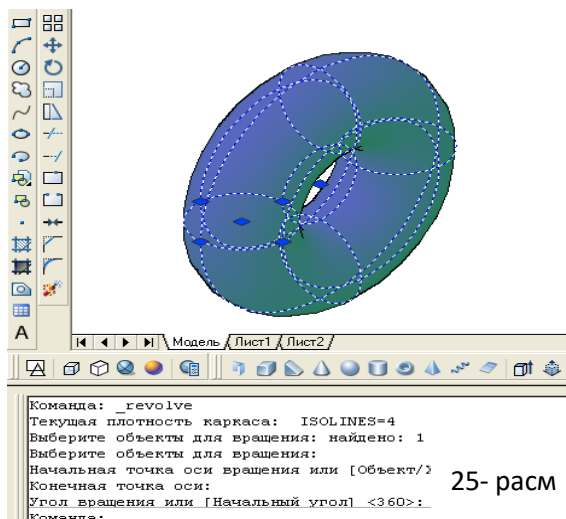 A
Модель Лист1 Лист2
Команда: _revolve
Текущая плотность каркаса: ISOLINES=4
Выберите объекты для вращения: найдено: 1
Выберите объекты для вращения:
Начальная точка оси вращения или [Объект/
Конечная точка оси:
Угол вращения или [Начальный угол] <360>:
Команда:
25- расм